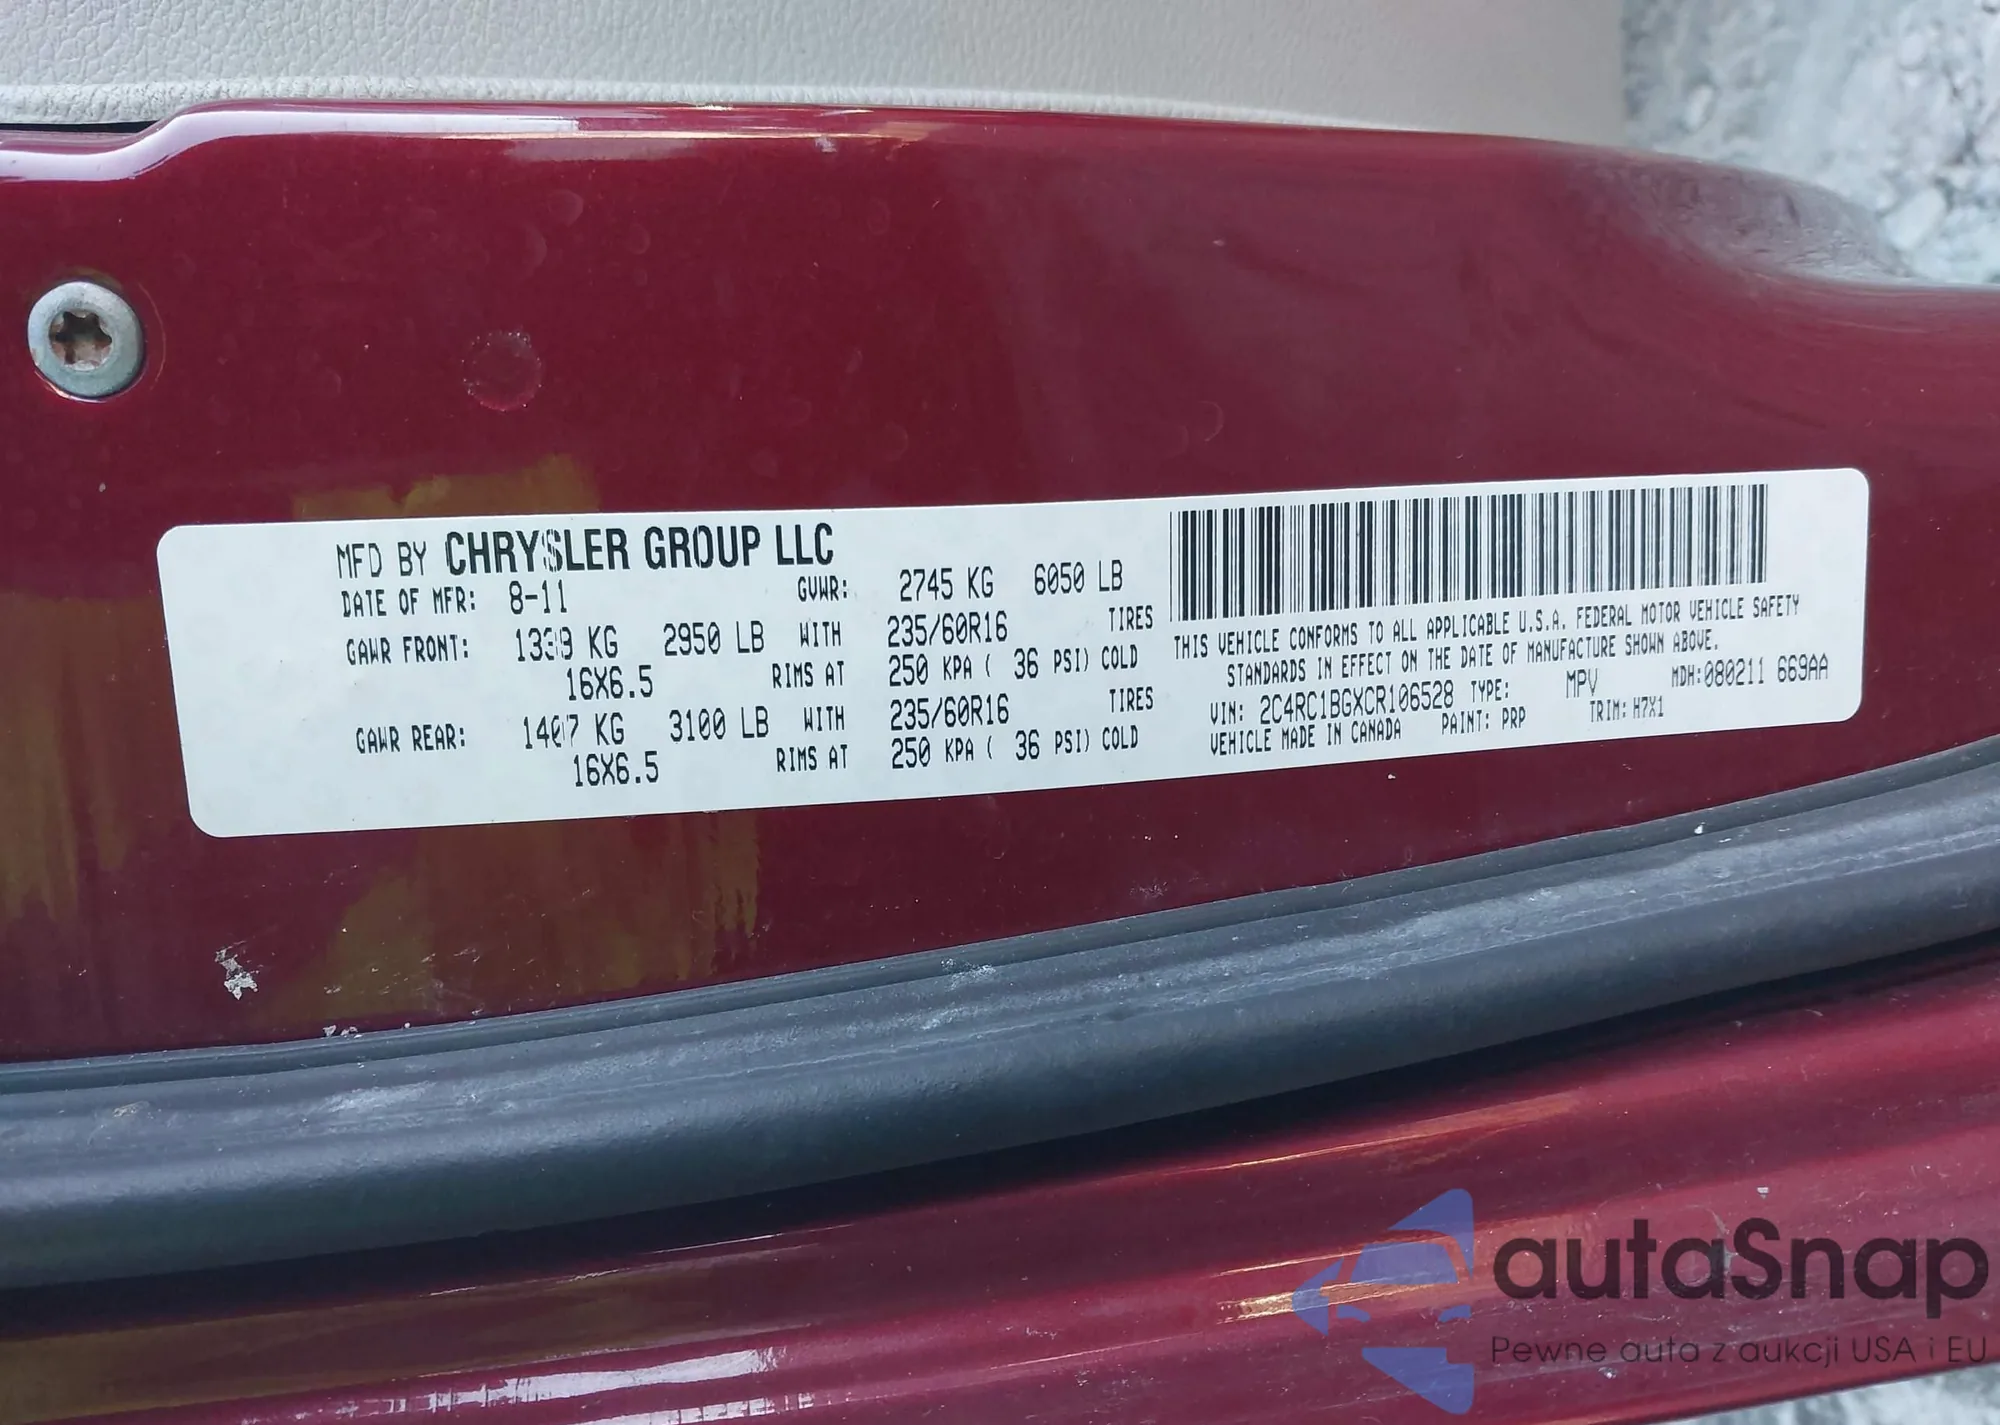 MFD BY CHRYSLER GROUP LLC
DATE OF MFR: 8-11 GVWR: 2745 KG 6050 LB
GAWR FRONT: 1339 KG 2950 LB WITH 235/60R16 TIRES
16X6.5 RIMS AT 250 KPA ( 36 PSI) COLD
GAWR REAR: 1407 KG 3100 LB WITH 235/60R16 TIRES
16X6.5 RIMS AT 250 KPA ( 36 PSI) COLD
THIS VEHICLE CONFORMS TO ALL APPLICABLE U.S.A. FEDERAL MOTOR VEHICLE SAFETY
STANDARDS IN EFFECT ON THE DATE OF MANUFACTURE SHOWN ABOVE.
VIN: 2C4RC1BGXCR106528 TYPE: MPV MDH:080211 669AA
VEHICLE MADE IN CANADA PAINT: PRP TRIM: H7X1
autaSnap
Pewne auta z aukcji USA i EU